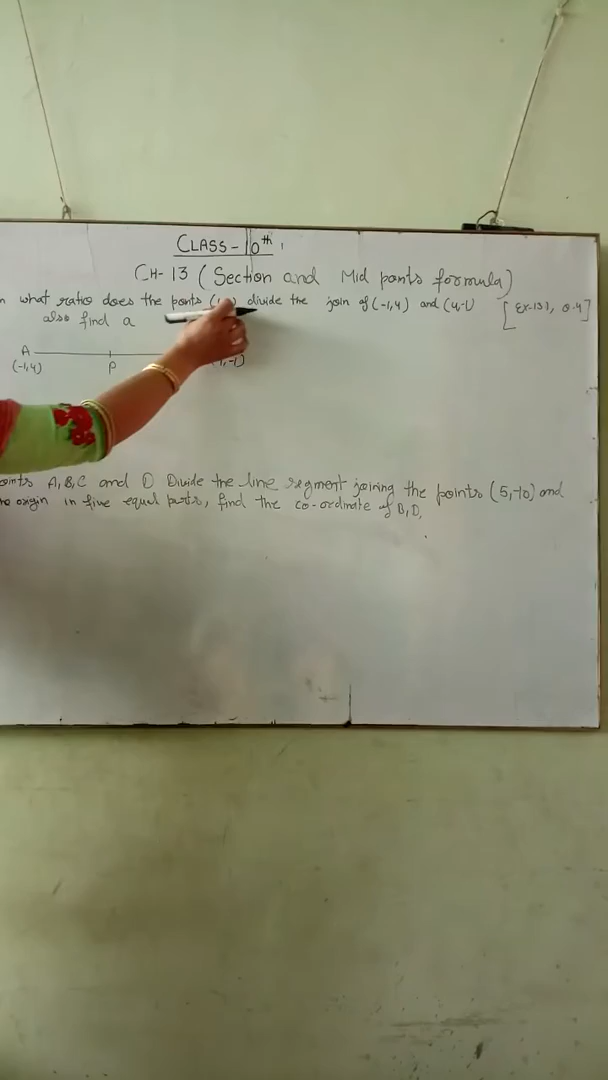 CLASS-10th
CH-13 (Section and Mid points formula)
what ratio does the points divide the join of (-1,4) and (4,-1) [Ex-13.1, Q.4]
also find a
A
(-1,4) P
A,B,C and D Divide the line segment joining the points (5,-10) and
origin in five equal parts, find the co-ordinate of B,D.